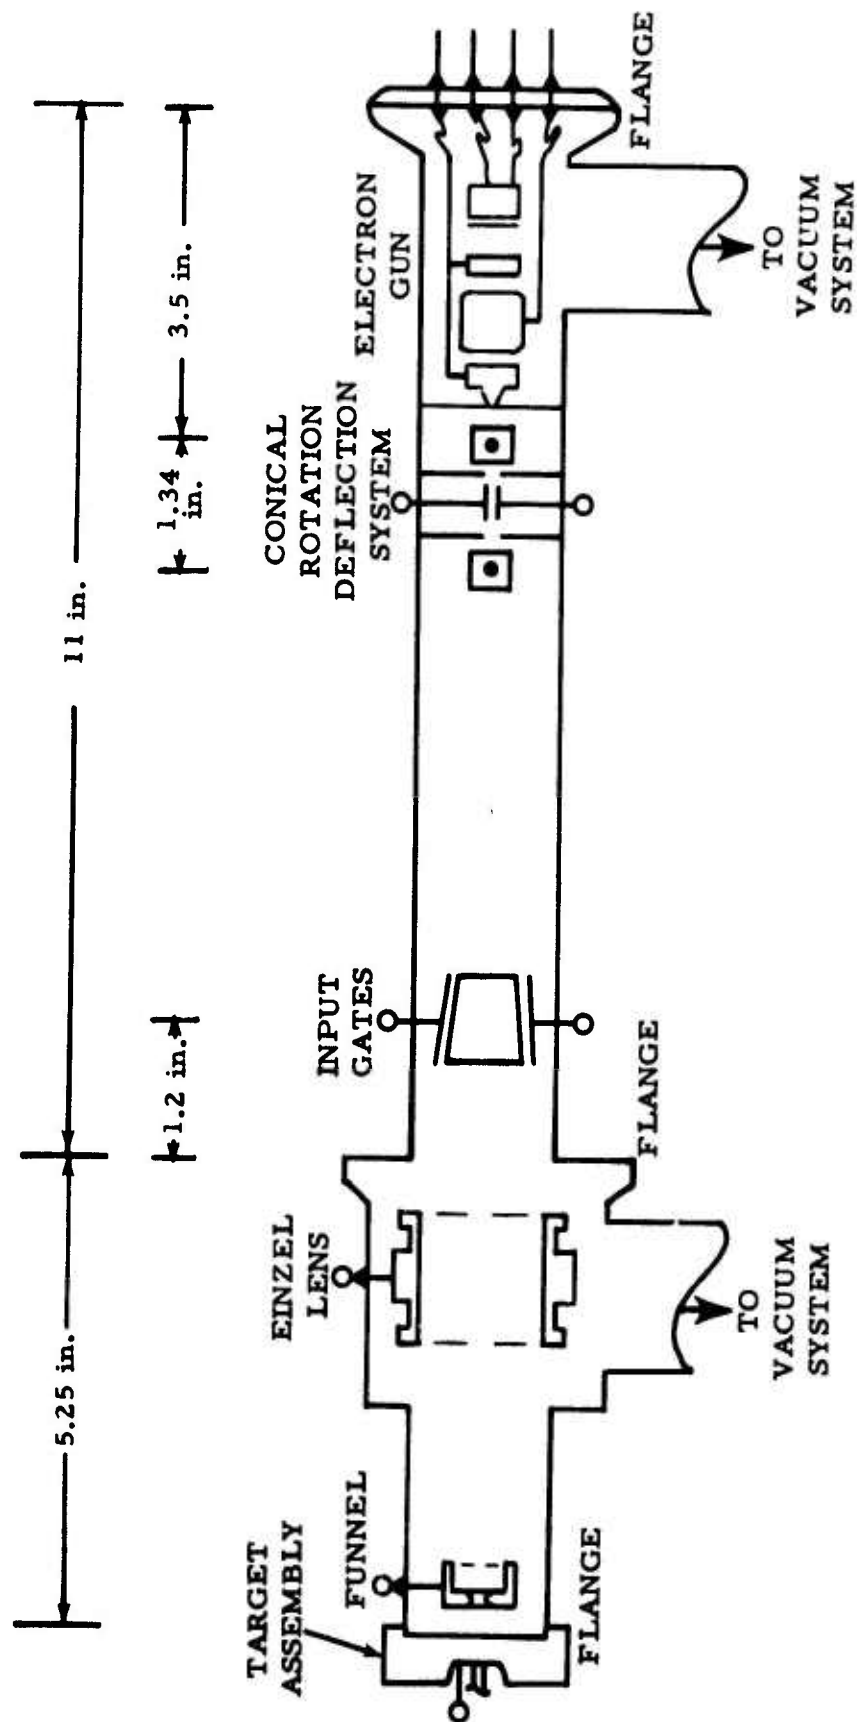 5.25 in.
11 in.
1.2 in.
1.34
in.
3.5 in.
TARGET
ASSEMBLY
FUNNEL
EINZEL
LENS
INPUT
GATES
CONICAL
ROTATION
DEFLECTION
SYSTEM
ELECTRON
GUN
FLANGE
FLANGE
FLANGE
TO
VACUUM
SYSTEM
TO
VACUUM
SYSTEM